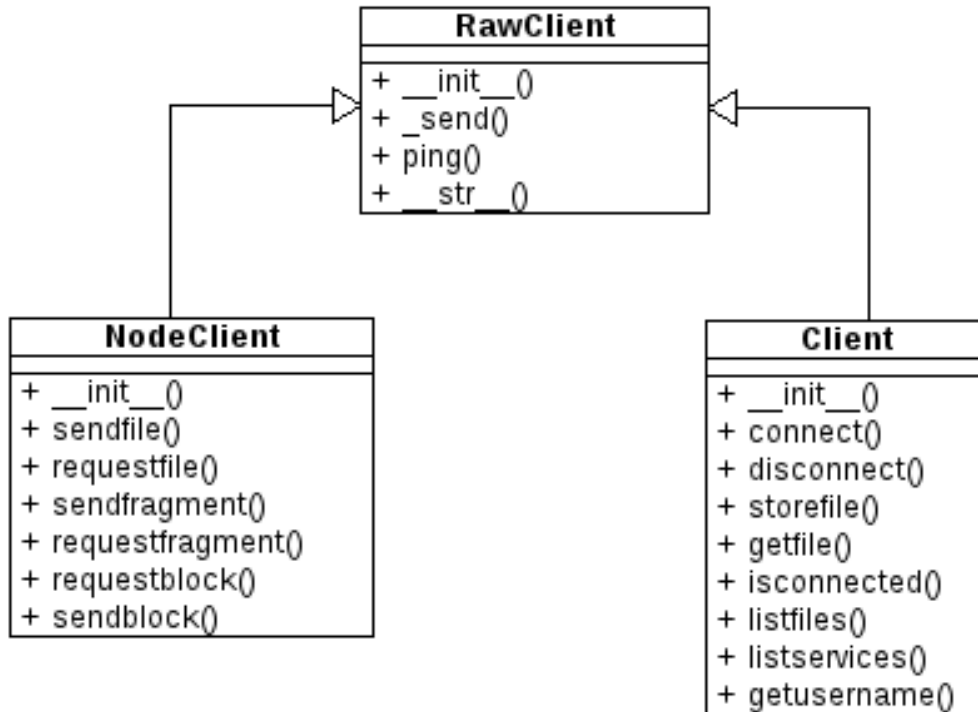 RawClient
+ __init__()
+ _send()
+ ping()
+ __str__()
NodeClient
+ __init__()
+ sendfile()
+ requestfile()
+ sendfragment()
+ requestfragment()
+ requestblock()
+ sendblock()
Client
+ __init__()
+ connect()
+ disconnect()
+ storefile()
+ getfile()
+ isconnected()
+ listfiles()
+ listservices()
+ getusername()